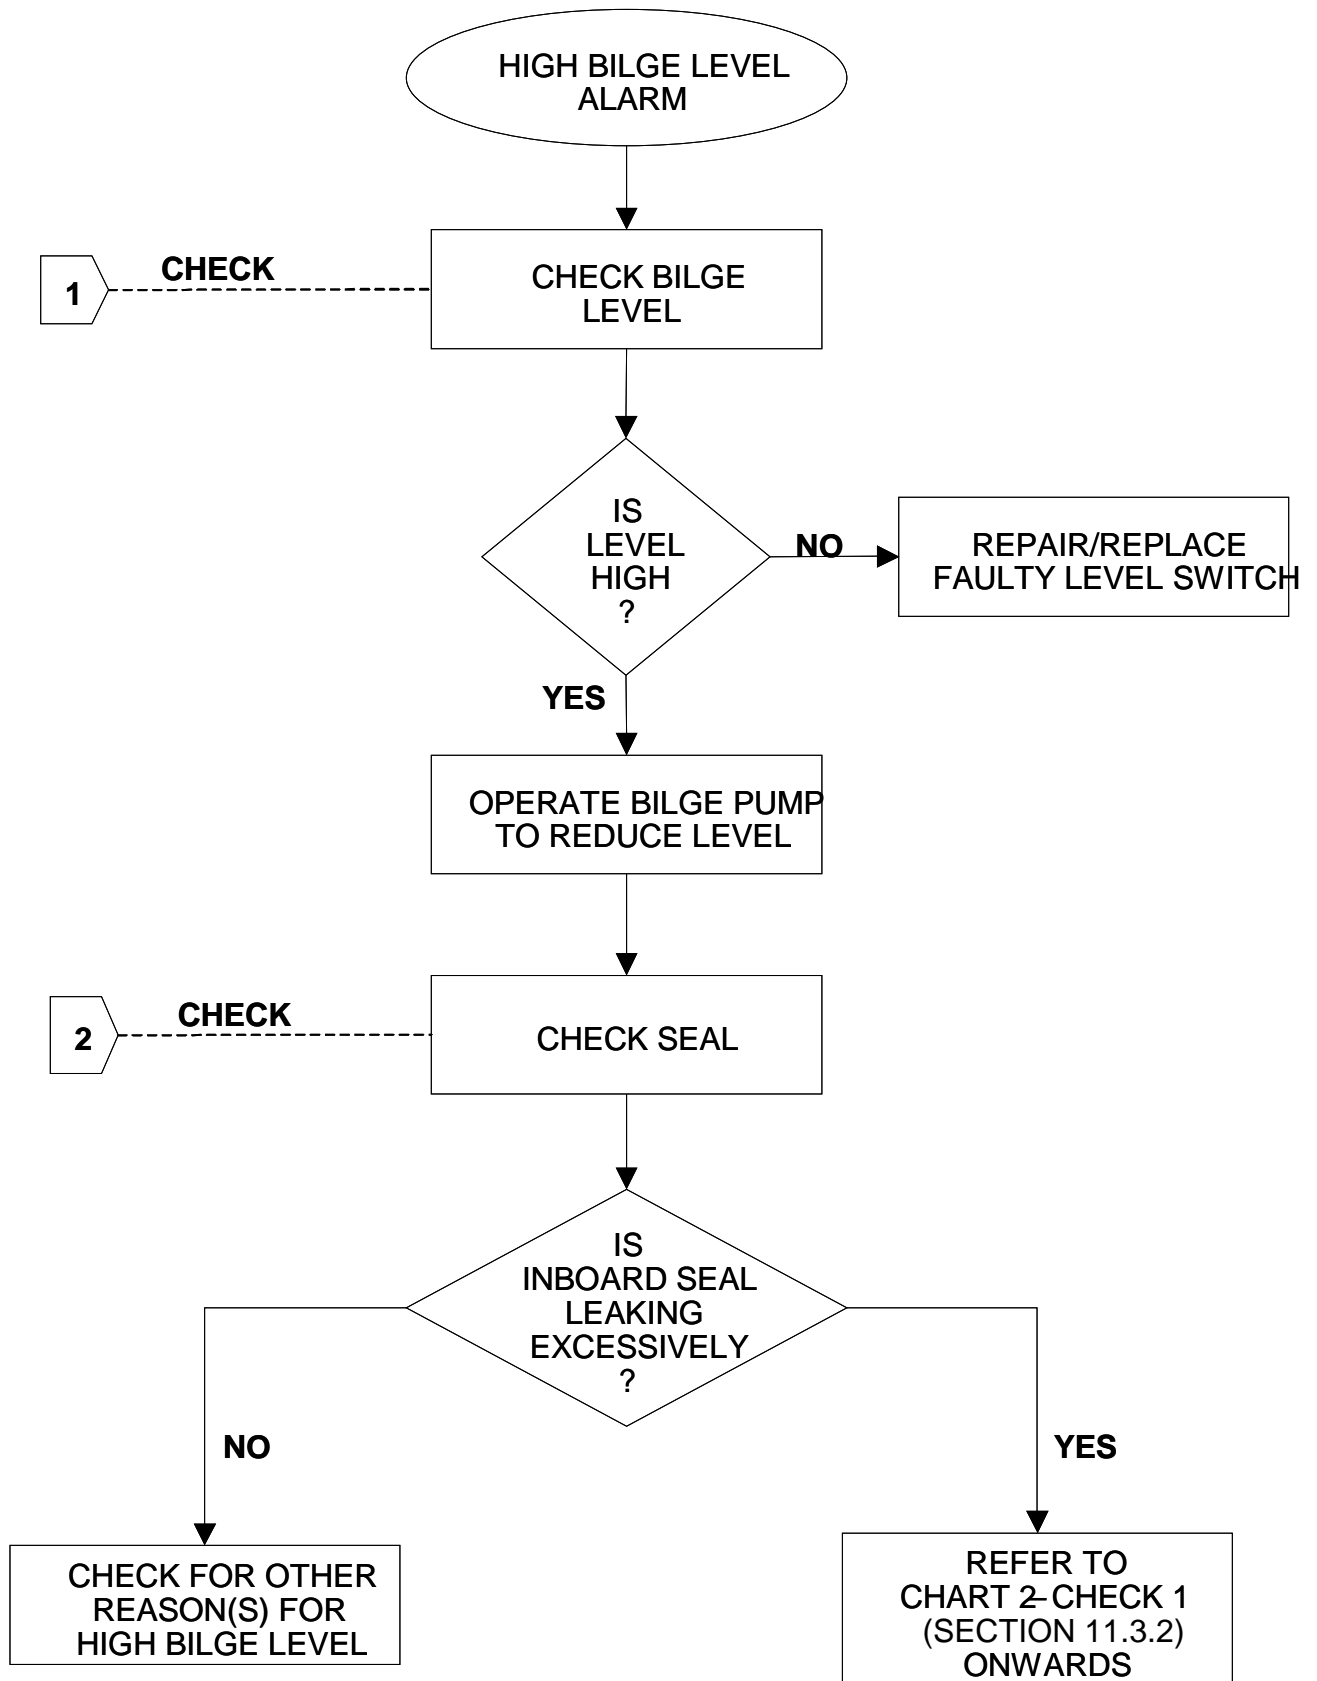 HIGH BILGE LEVEL
ALARM
CHECK
1
CHECK BILGE
LEVEL
IS
LEVEL
HIGH
?
NO
REPAIR/REPLACE
FAULTY LEVEL SWITCH
YES
OPERATE BILGE PUMP
TO REDUCE LEVEL
CHECK
2
CHECK SEAL
IS
INBOARD SEAL
LEAKING
EXCESSIVELY
?
NO
YES
CHECK FOR OTHER
REASON(S) FOR
HIGH BILGE LEVEL
REFER TO
CHART 2–CHECK 1
(SECTION 11.3.2)
ONWARDS